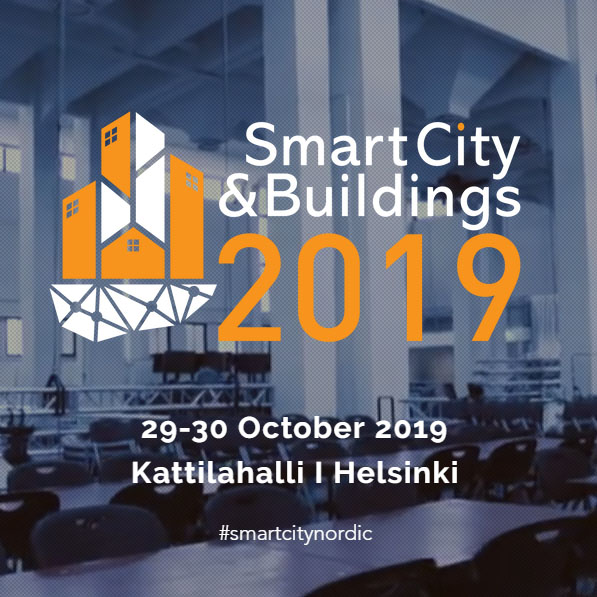 Smart City
&Buildings
2019
29-30 October 2019
Kattilahalli I Helsinki
#smartcitynordic